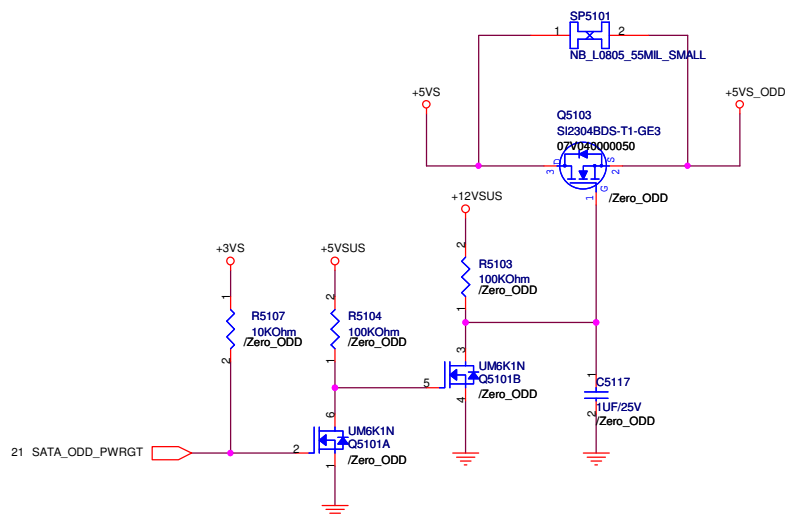 SP5101
1 2
NB_L0805_55MIL_SMALL
+5VS
+5VS_ODD
Q5103
SI2304BDS-T1-GE3
07V040000050
D S
3 2
G
1
/Zero_ODD
+12VSUS
2
R5103
100KOhm
/Zero_ODD
1
+3VS
+5VSUS
1
R5107
10KOhm
/Zero_ODD
2
2
R5104
100KOhm
/Zero_ODD
1
3
UM6K1N
5
Q5101B
/Zero_ODD
4
1
C5117
1UF/25V
2
/Zero_ODD
6
UM6K1N
2
Q5101A
/Zero_ODD
1
21 SATA_ODD_PWRGT